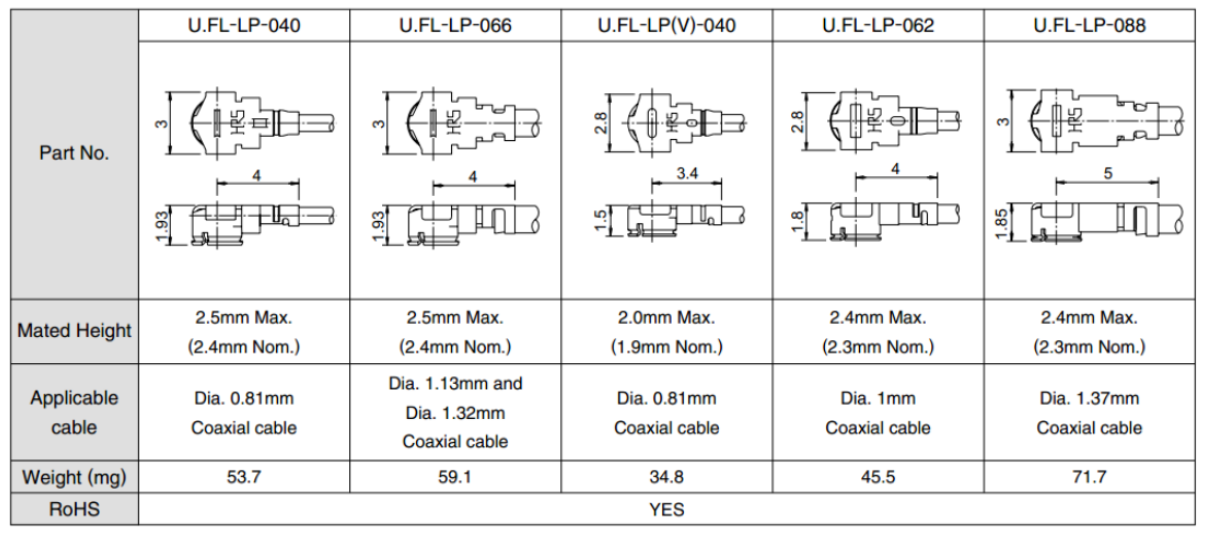 U.FL-LP-040 U.FL-LP-066 U.FL-LP(V)-040 U.FL-LP-062 U.FL-LP-088
Part No.
3 HRS 3 HRS 2.8 HRS 2.8 HRS 3 HRS
4 4 3.4 4 5
1.93 1.93 1.5 1.8 1.85
Mated Height
2.5mm Max. 2.5mm Max. 2.0mm Max. 2.4mm Max. 2.4mm Max.
(2.4mm Nom.) (2.4mm Nom.) (1.9mm Nom.) (2.3mm Nom.) (2.3mm Nom.)
Applicable
cable
Dia. 0.81mm
Coaxial cable
Dia. 1.13mm and
Dia. 1.32mm
Coaxial cable
Dia. 0.81mm
Coaxial cable
Dia. 1mm
Coaxial cable
Dia. 1.37mm
Coaxial cable
Weight (mg) 53.7 59.1 34.8 45.5 71.7
RoHS YES